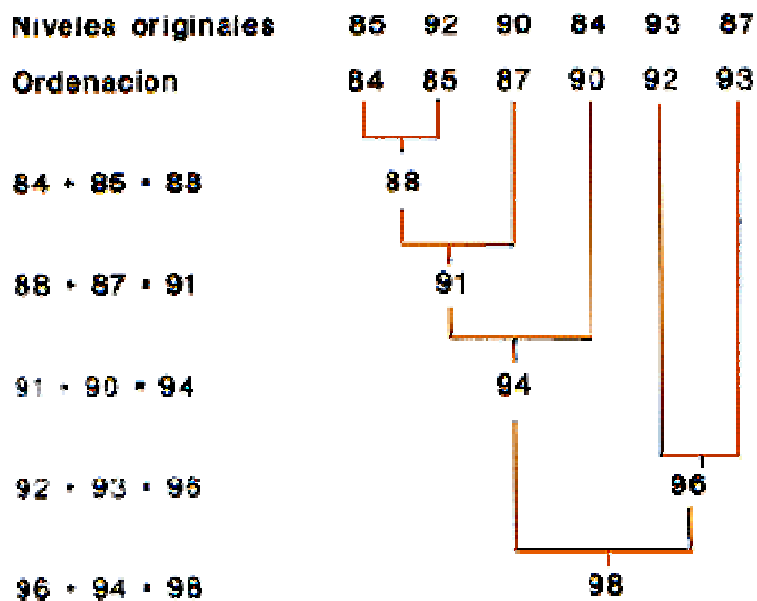 Niveles originales 85 92 90 84 93 87
Ordenacion 84 85 87 90 92 93
84 + 85 = 88 88
88 + 87 = 91 91
91 + 90 = 94 94
92 + 93 = 96 96
96 + 94 = 98 98